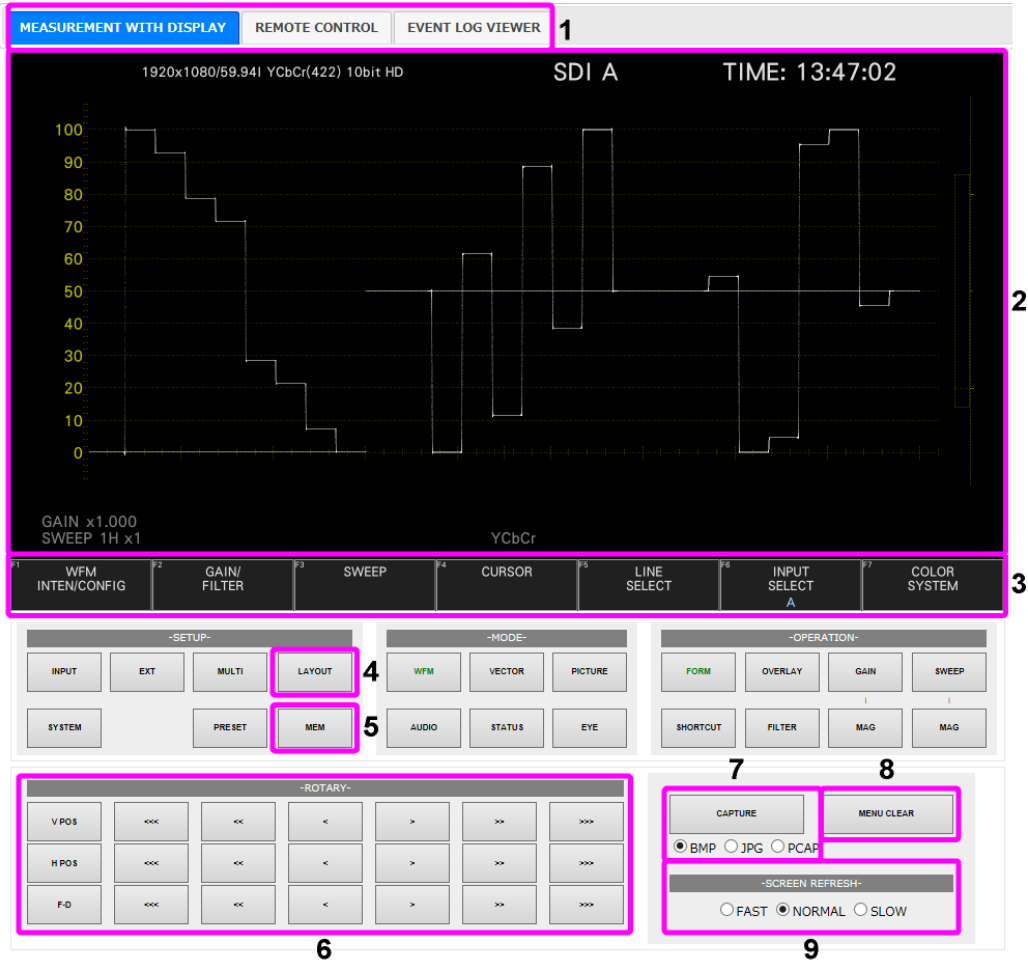 MEASUREMENT WITH DISPLAY REMOTE CONTROL EVENT LOG VIEWER 1
1920x1080/59.94I YCbCr(422) 10bit HD SDI A TIME: 13:47:02
100
90
80
70
60
50
2
40
30
20
10
0
GAIN x1.000
SWEEP 1H x1 YCbCr
F1 WFM INTEN/CONFIG
F2 GAIN/ FILTER
F3 SWEEP
F4 CURSOR
F5 LINE SELECT
F6 INPUT SELECT A
F7 COLOR SYSTEM
3
-SETUP- -MODE- -OPERATION-
INPUT EXT MULTI LAYOUT 4 WFM VECTOR PICTURE FORM OVERLAY GAIN SWEEP
SYSTEM PRESET MEM 5 AUDIO STATUS EYE SHORTCUT FILTER MAG MAG
7 8
-ROTARY-
V POS <<< << < > >> >>>
H POS <<< << < > >> >>>
F-D <<< << < > >> >>>
CAPTURE MENU CLEAR
BMP JPG PCAP
-SCREEN REFRESH-
FAST NORMAL SLOW
6 9